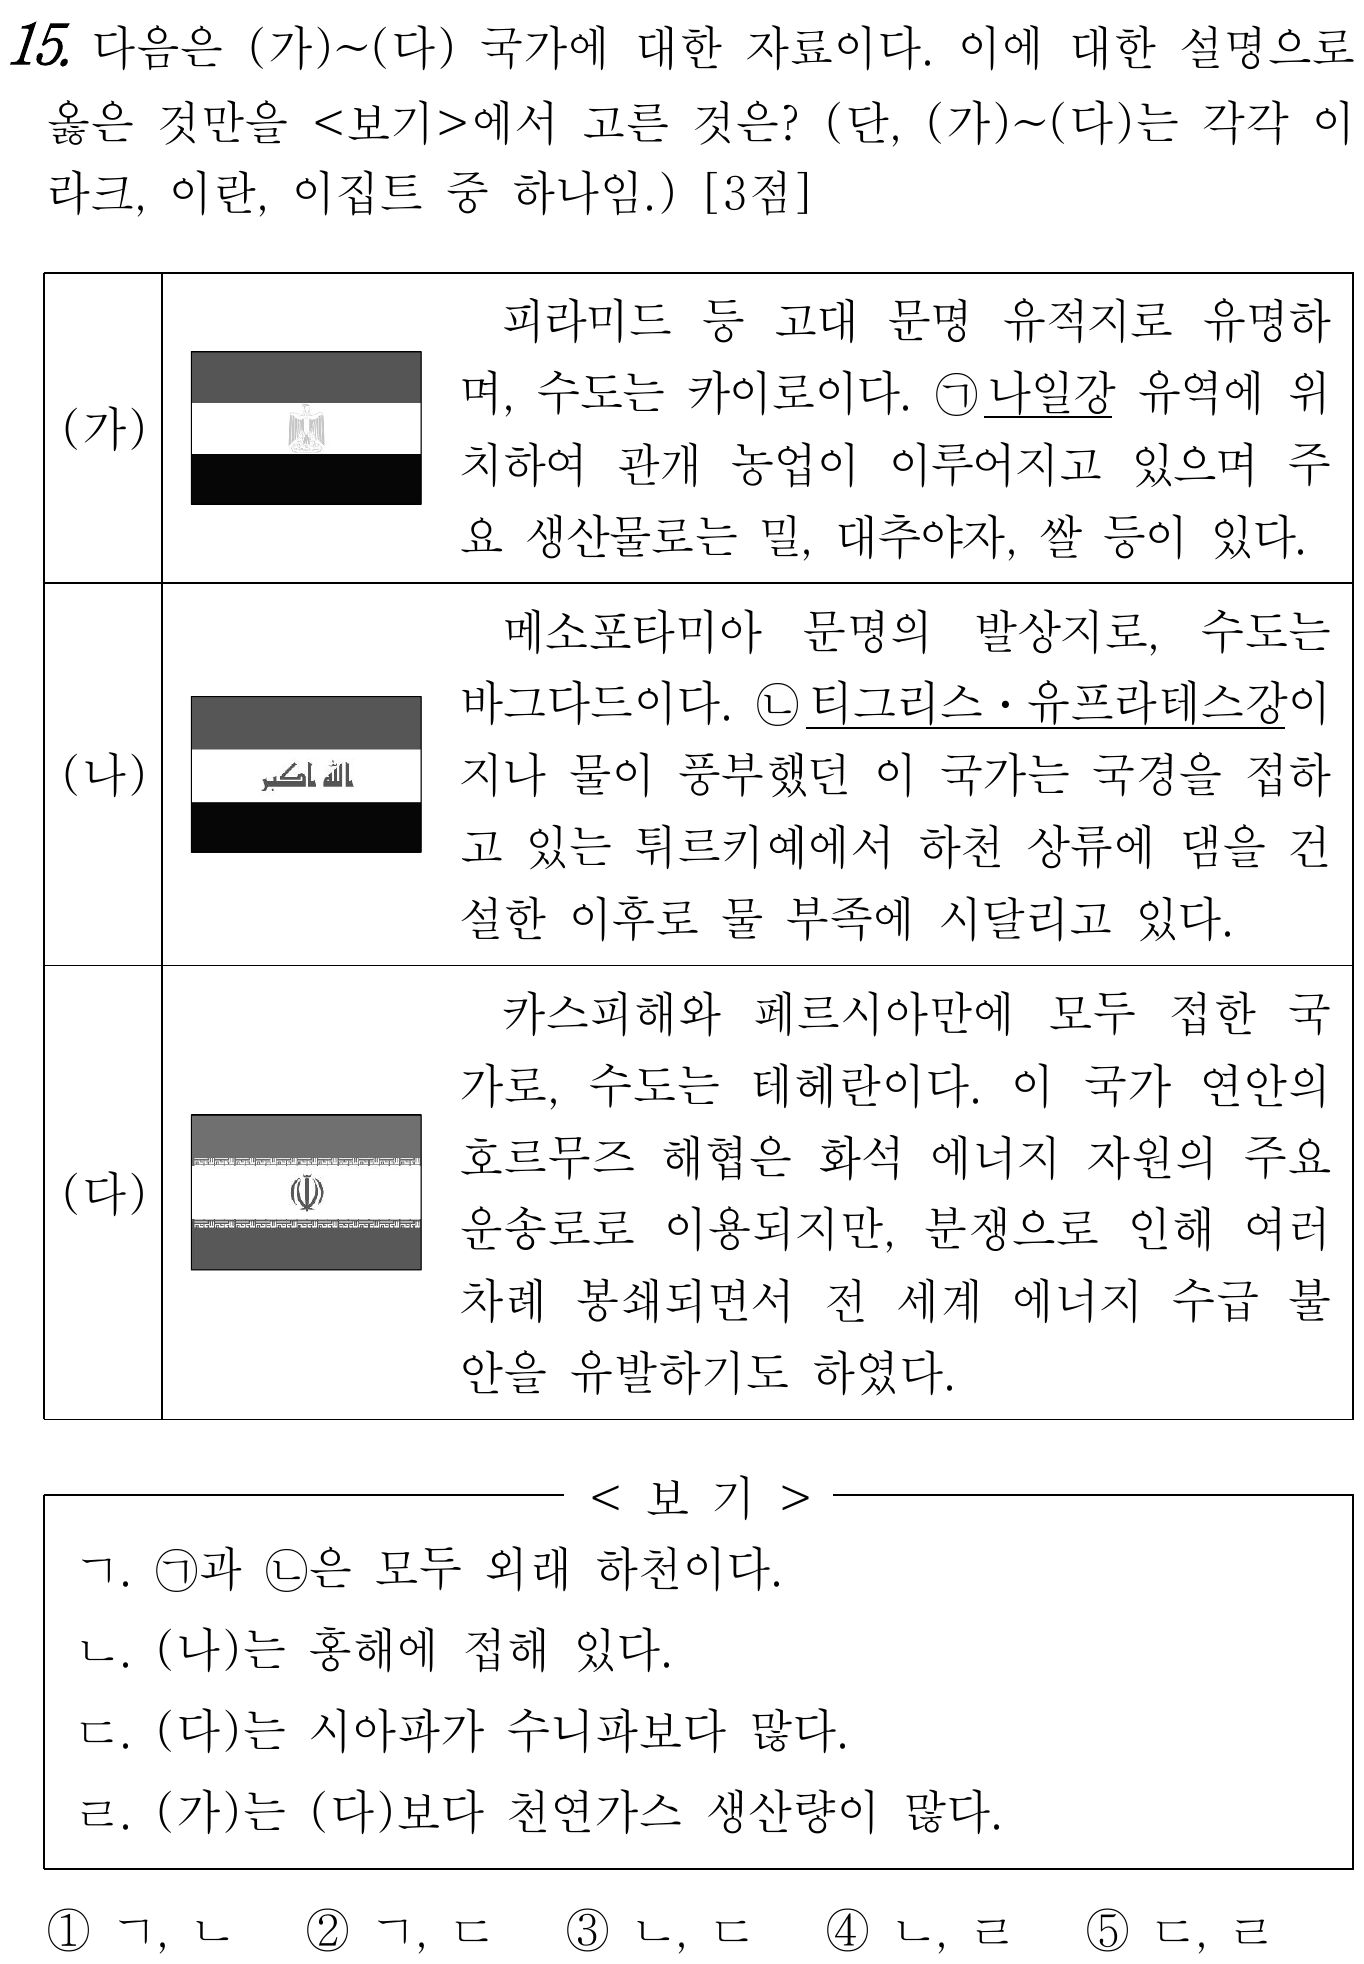 15. 다음은 (가)~(다) 국가에 대한 자료이다. 이에 대한 설명으로
옳은 것만을 <보기>에서 고른 것은? (단, (가)~(다)는 각각 이
라크, 이란, 이집트 중 하나임.) [3점]
(가)
피라미드 등 고대 문명 유적지로 유명하
며, 수도는 카이로이다. ㉠나일강 유역에 위
치하여 관개 농업이 이루어지고 있으며 주
요 생산물로는 밀, 대추야자, 쌀 등이 있다.
(나)
الله اكبر
메소포타미아 문명의 발상지로, 수도는
바그다드이다. ㉡티그리스·유프라테스강이
지나 물이 풍부했던 이 국가는 국경을 접하
고 있는 튀르키예에서 하천 상류에 댐을 건
설한 이후로 물 부족에 시달리고 있다.
(다)
카스피해와 페르시아만에 모두 접한 국
가로, 수도는 테헤란이다. 이 국가 연안의
호르무즈 해협은 화석 에너지 자원의 주요
운송로로 이용되지만, 분쟁으로 인해 여러
차례 봉쇄되면서 전 세계 에너지 수급 불
안을 유발하기도 하였다.
<보 기>
ㄱ. ㉠과 ㉡은 모두 외래 하천이다.
ㄴ. (나)는 홍해에 접해 있다.
ㄷ. (다)는 시아파가 수니파보다 많다.
ㄹ. (가)는 (다)보다 천연가스 생산량이 많다.
① ㄱ, ㄴ ② ㄱ, ㄷ ③ ㄴ, ㄷ ④ ㄴ, ㄹ ⑤ ㄷ, ㄹ